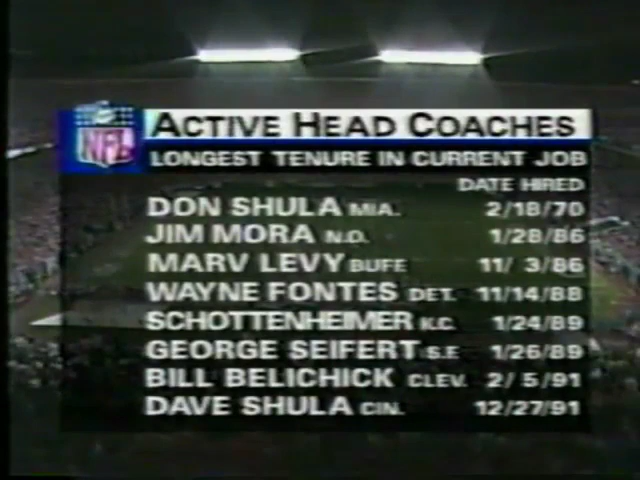 NFL
ACTIVE HEAD COACHES
LONGEST TENURE IN CURRENT JOB
DATE HIRED
DON SHULA MIA. 2/18/70
JIM MORA N.O. 1/28/86
MARV LEVY BUFF 11/ 3/86
WAYNE FONTES DET. 11/14/88
SCHOTTENHEIMER K.C. 1/24/89
GEORGE SEIFERT S.F. 1/26/89
BILL BELICHICK CLEV. 2/ 5/91
DAVE SHULA CIN. 12/27/91